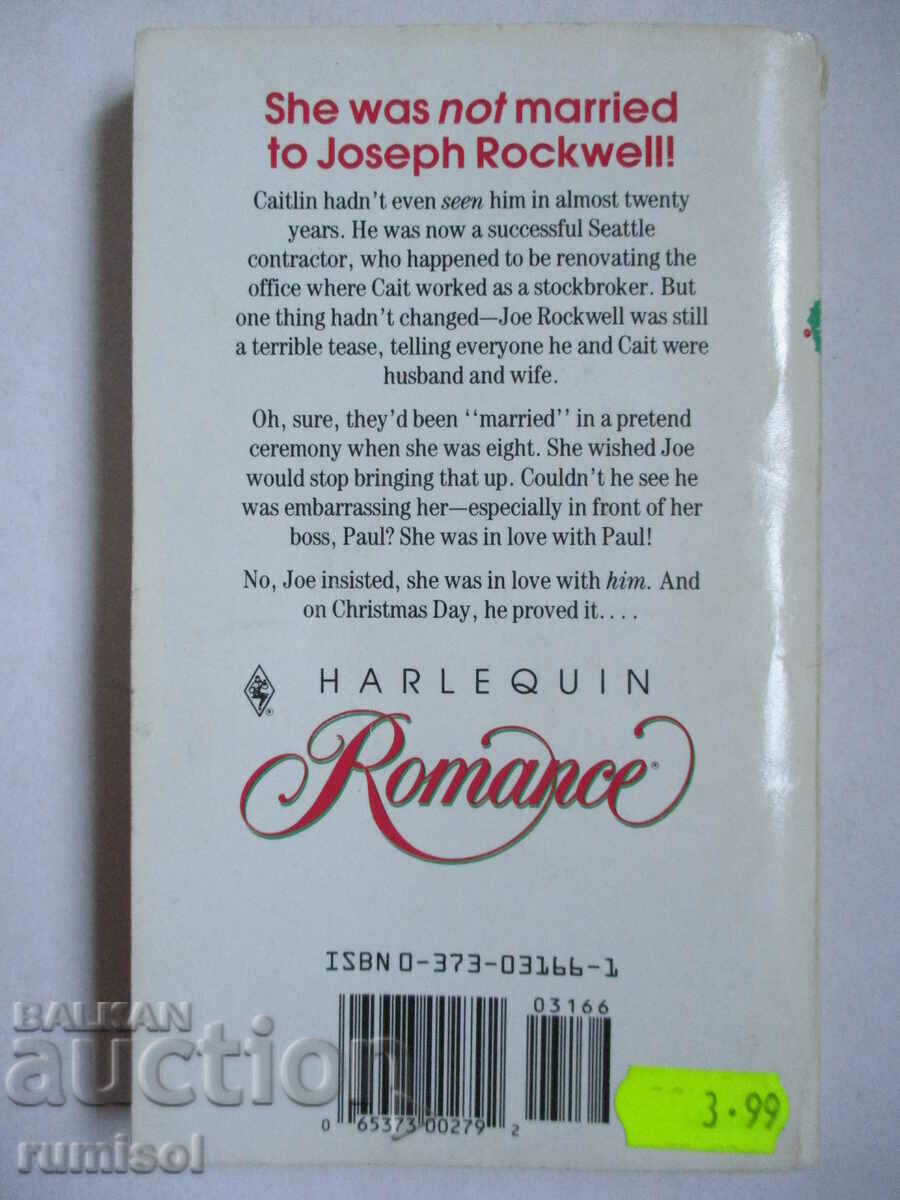 She was not married
to Joseph Rockwell!
Caitlin hadn't even seen him in almost twenty
years. He was now a successful Seattle
contractor, who happened to be renovating the
office where Cait worked as a stockbroker. But
one thing hadn't changed—Joe Rockwell was still
a terrible tease, telling everyone he and Cait were
husband and wife.
Oh, sure, they'd been ‘‘married’’ in a pretend
ceremony when she was eight. She wished Joe
would stop bringing that up. Couldn't he see he
was embarrassing her—especially in front of her
boss, Paul? She was in love with Paul!
No, Joe insisted, she was in love with him. And
on Christmas Day, he proved it. . . .
HARLEQUIN
Romance®
ISBN 0-373-03166-1
03166
0 65373 00279 2
3.99
BALKAN
auction
rumisol